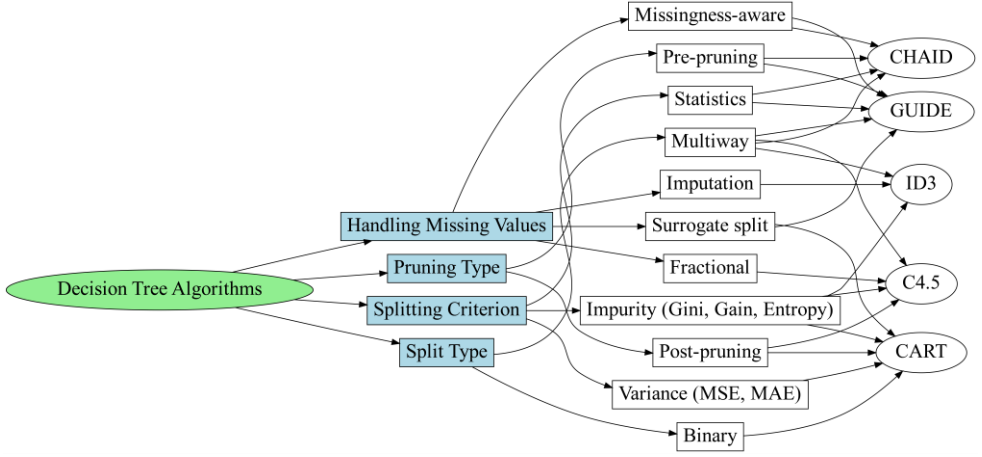 Decision Tree Algorithms
Handling Missing Values
Pruning Type
Splitting Criterion
Split Type
Missingness-aware
Pre-pruning
Statistics
Multiway
Imputation
Surrogate split
Fractional
Impurity (Gini, Gain, Entropy)
Post-pruning
Variance (MSE, MAE)
Binary
CHAID
GUIDE
ID3
C4.5
CART